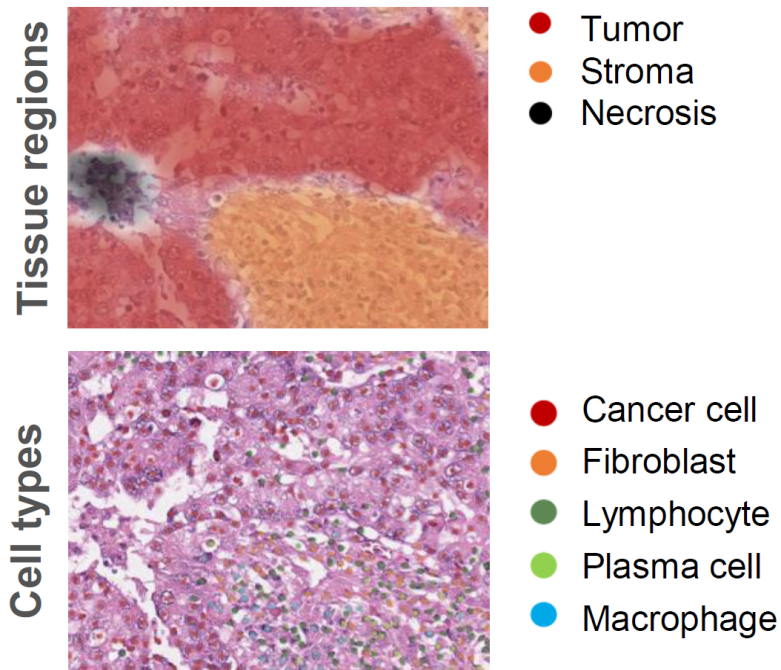 Tissue regions
Tumor
Stroma
Necrosis
Cell types
Cancer cell
Fibroblast
Lymphocyte
Plasma cell
Macrophage